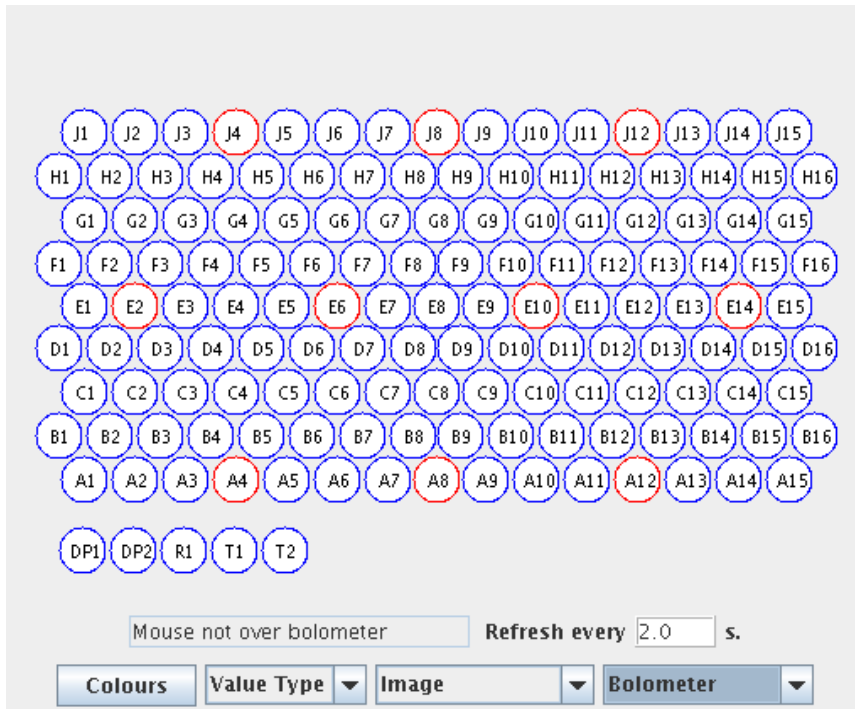 J1 J2 J3 J4 J5 J6 J7 J8 J9 J10 J11 J12 J13 J14 J15
H1 H2 H3 H4 H5 H6 H7 H8 H9 H10 H11 H12 H13 H14 H15 H16
G1 G2 G3 G4 G5 G6 G7 G8 G9 G10 G11 G12 G13 G14 G15
F1 F2 F3 F4 F5 F6 F7 F8 F9 F10 F11 F12 F13 F14 F15 F16
E1 E2 E3 E4 E5 E6 E7 E8 E9 E10 E11 E12 E13 E14 E15
D1 D2 D3 D4 D5 D6 D7 D8 D9 D10 D11 D12 D13 D14 D15 D16
C1 C2 C3 C4 C5 C6 C7 C8 C9 C10 C11 C12 C13 C14 C15
B1 B2 B3 B4 B5 B6 B7 B8 B9 B10 B11 B12 B13 B14 B15 B16
A1 A2 A3 A4 A5 A6 A7 A8 A9 A10 A11 A12 A13 A14 A15
DP1 DP2 R1 T1 T2
Mouse not over bolometer Refresh every 2.0 s.
Colours Value Type Image Bolometer